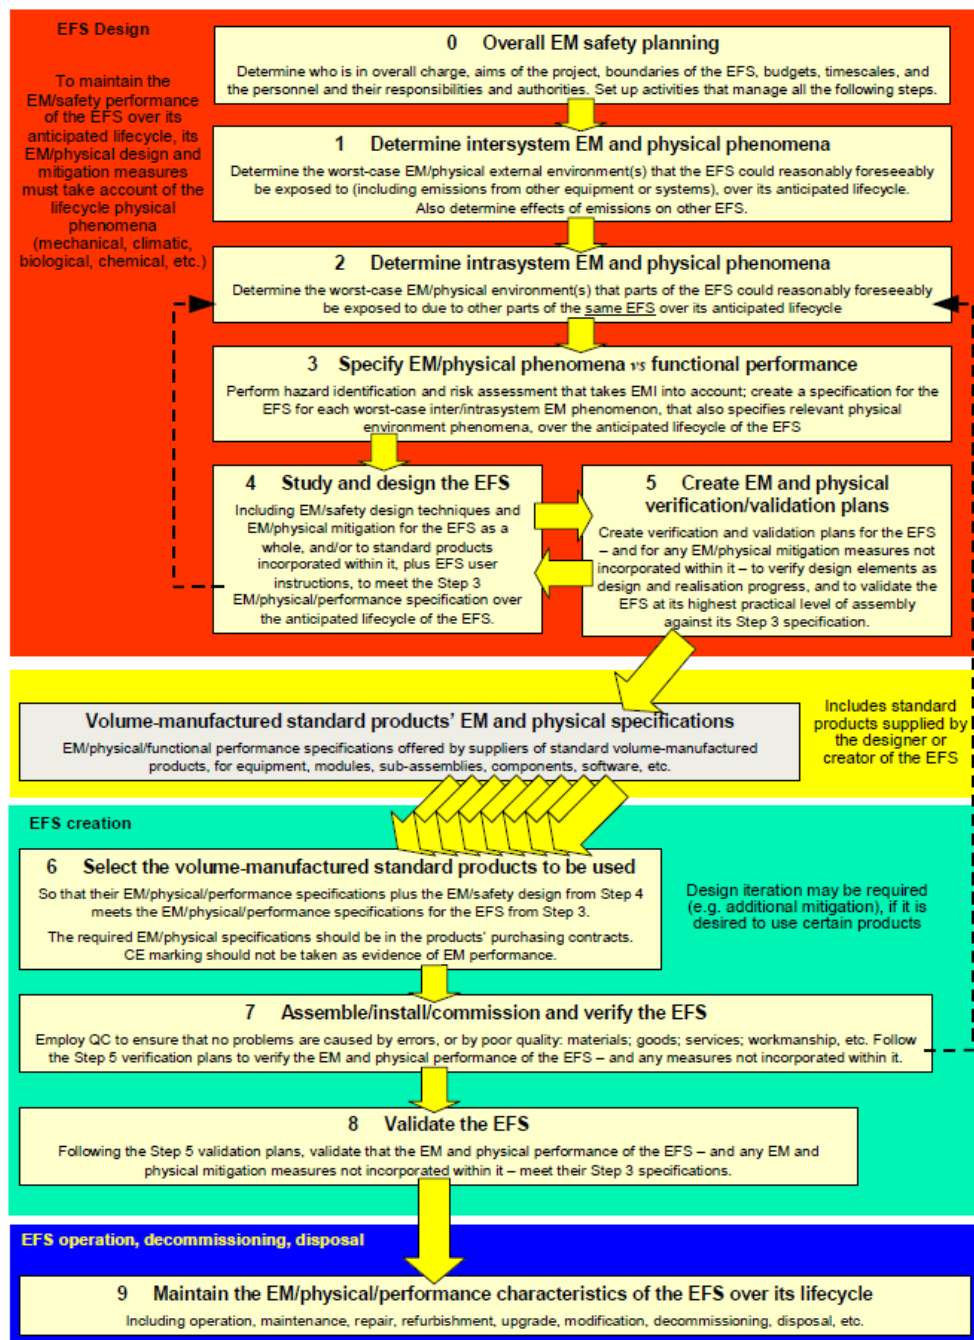 EFS Design
To maintain the
EM/safety performance
of the EFS over its
anticipated lifecycle, its
EM/physical design and
mitigation measures
must take account of the
lifecycle physical
phenomena
(mechanical, climatic,
biological, chemical, etc.)
0 Overall EM safety planning
Determine who is in overall charge, aims of the project, boundaries of the EFS, budgets, timescales, and
the personnel and their responsibilities and authorities. Set up activities that manage all the following steps.
1 Determine intersystem EM and physical phenomena
Determine the worst-case EM/physical external environment(s) that the EFS could reasonably foreseeably
be exposed to (including emissions from other equipment or systems), over its anticipated lifecycle.
Also determine effects of emissions on other EFS.
2 Determine intrasystem EM and physical phenomena
Determine the worst-case EM/physical environment(s) that parts of the EFS could reasonably foreseeably
be exposed to due to other parts of the same EFS over its anticipated lifecycle
3 Specify EM/physical phenomena vs functional performance
Perform hazard identification and risk assessment that takes EMI into account; create a specification for the
EFS for each worst-case inter/intrasystem EM phenomenon, that also specifies relevant physical
environment phenomena, over the anticipated lifecycle of the EFS
4 Study and design the EFS
Including EM/safety design techniques and
EM/physical mitigation for the EFS as a
whole, and/or to standard products
incorporated within it, plus EFS user
instructions, to meet the Step 3
EM/physical/performance specification over
the anticipated lifecycle of the EFS.
5 Create EM and physical
verification/validation plans
Create verification and validation plans for the EFS
– and for any EM/physical mitigation measures not
incorporated within it – to verify design elements as
design and realisation progress, and to validate the
EFS at its highest practical level of assembly
against its Step 3 specification.
Volume-manufactured standard products’ EM and physical specifications
EM/physical/functional performance specifications offered by suppliers of standard volume-manufactured
products, for equipment, modules, sub-assemblies, components, software, etc.
Includes standard
products supplied by
the designer or
creator of the EFS
EFS creation
6 Select the volume-manufactured standard products to be used
So that their EM/physical/performance specifications plus the EM/safety design from Step 4
meets the EM/physical/performance specifications for the EFS from Step 3.
The required EM/physical specifications should be in the products’ purchasing contracts.
CE marking should not be taken as evidence of EM performance.
Design iteration may be required
(e.g. additional mitigation), if it is
desired to use certain products
7 Assemble/install/commission and verify the EFS
Employ QC to ensure that no problems are caused by errors, or by poor quality: materials; goods; services; workmanship, etc. Follow
the Step 5 verification plans to verify the EM and physical performance of the EFS – and any measures not incorporated within it.
8 Validate the EFS
Following the Step 5 validation plans, validate that the EM and physical performance of the EFS – and any EM and
physical mitigation measures not incorporated within it – meet their Step 3 specifications.
EFS operation, decommissioning, disposal
9 Maintain the EM/physical/performance characteristics of the EFS over its lifecycle
Including operation, maintenance, repair, refurbishment, upgrade, modification, decommissioning, disposal, etc.